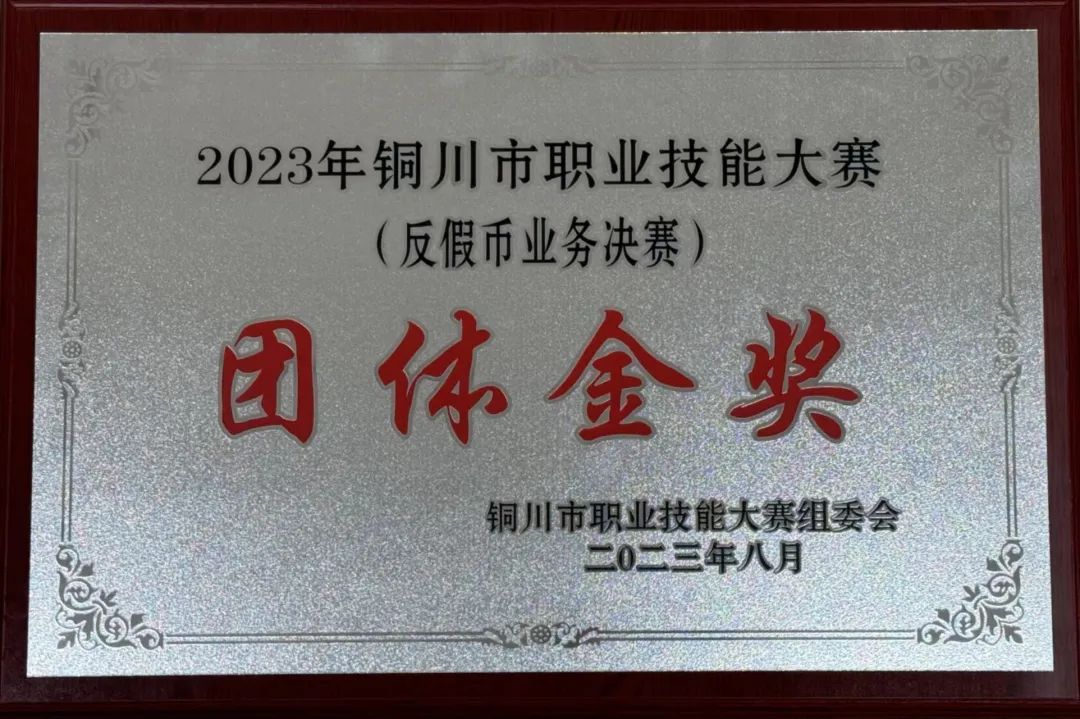 2023年铜川市职业技能大赛
（反假币业务决赛）
团体金奖
铜川市职业技能大赛组委会
二0二三年八月